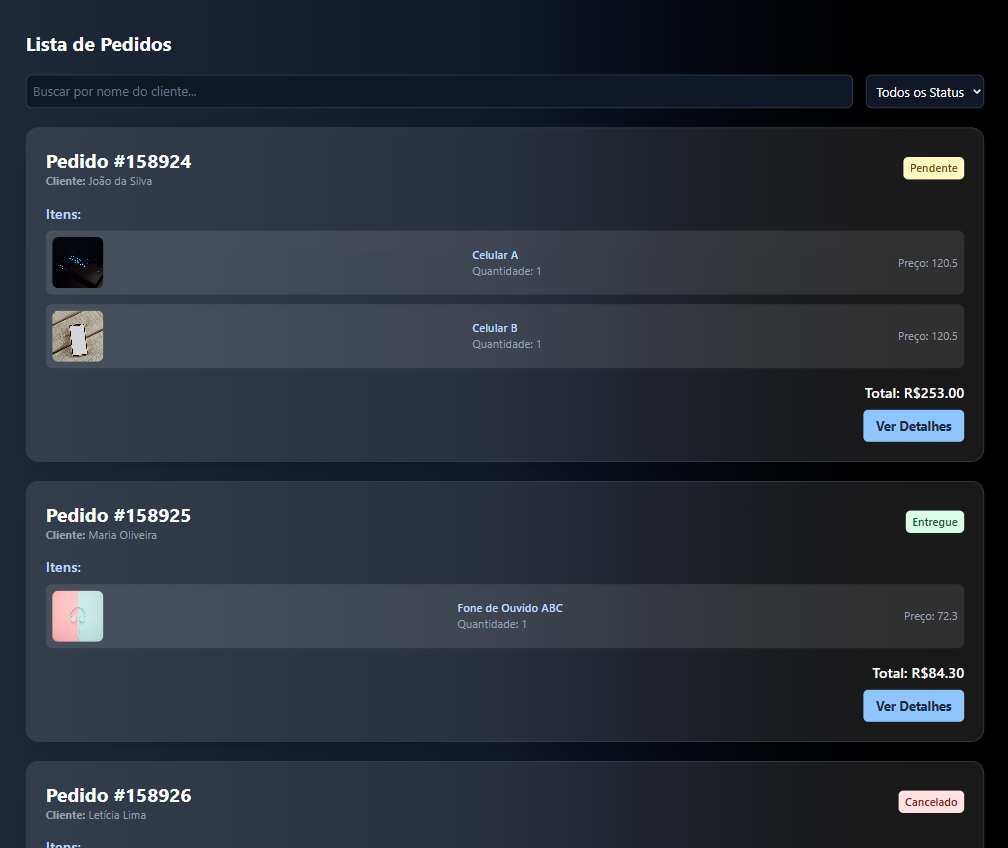 Lista de Pedidos
Buscar por nome do cliente...
Todos os Status
Pedido #158924
Pendente
Cliente: João da Silva
Itens:
Celular A
Quantidade: 1
Preço: 120.5
Celular B
Quantidade: 1
Preço: 120.5
Total: R$253.00
Ver Detalhes
Pedido #158925
Entregue
Cliente: Maria Oliveira
Itens:
Fone de Ouvido ABC
Quantidade: 1
Preço: 72.3
Total: R$84.30
Ver Detalhes
Pedido #158926
Cancelado
Cliente: Letícia Lima
Itens: